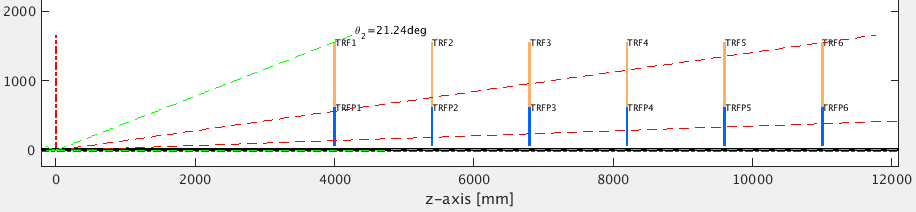 2000
θ2=21.24deg
TRF1 TRF2 TRF3 TRF4 TRF5 TRF6
1000
TRFP1 TRFP2 TRFP3 TRFP4 TRFP5 TRFP6
0
0 2000 4000 6000 8000 10000 12000
z-axis [mm]